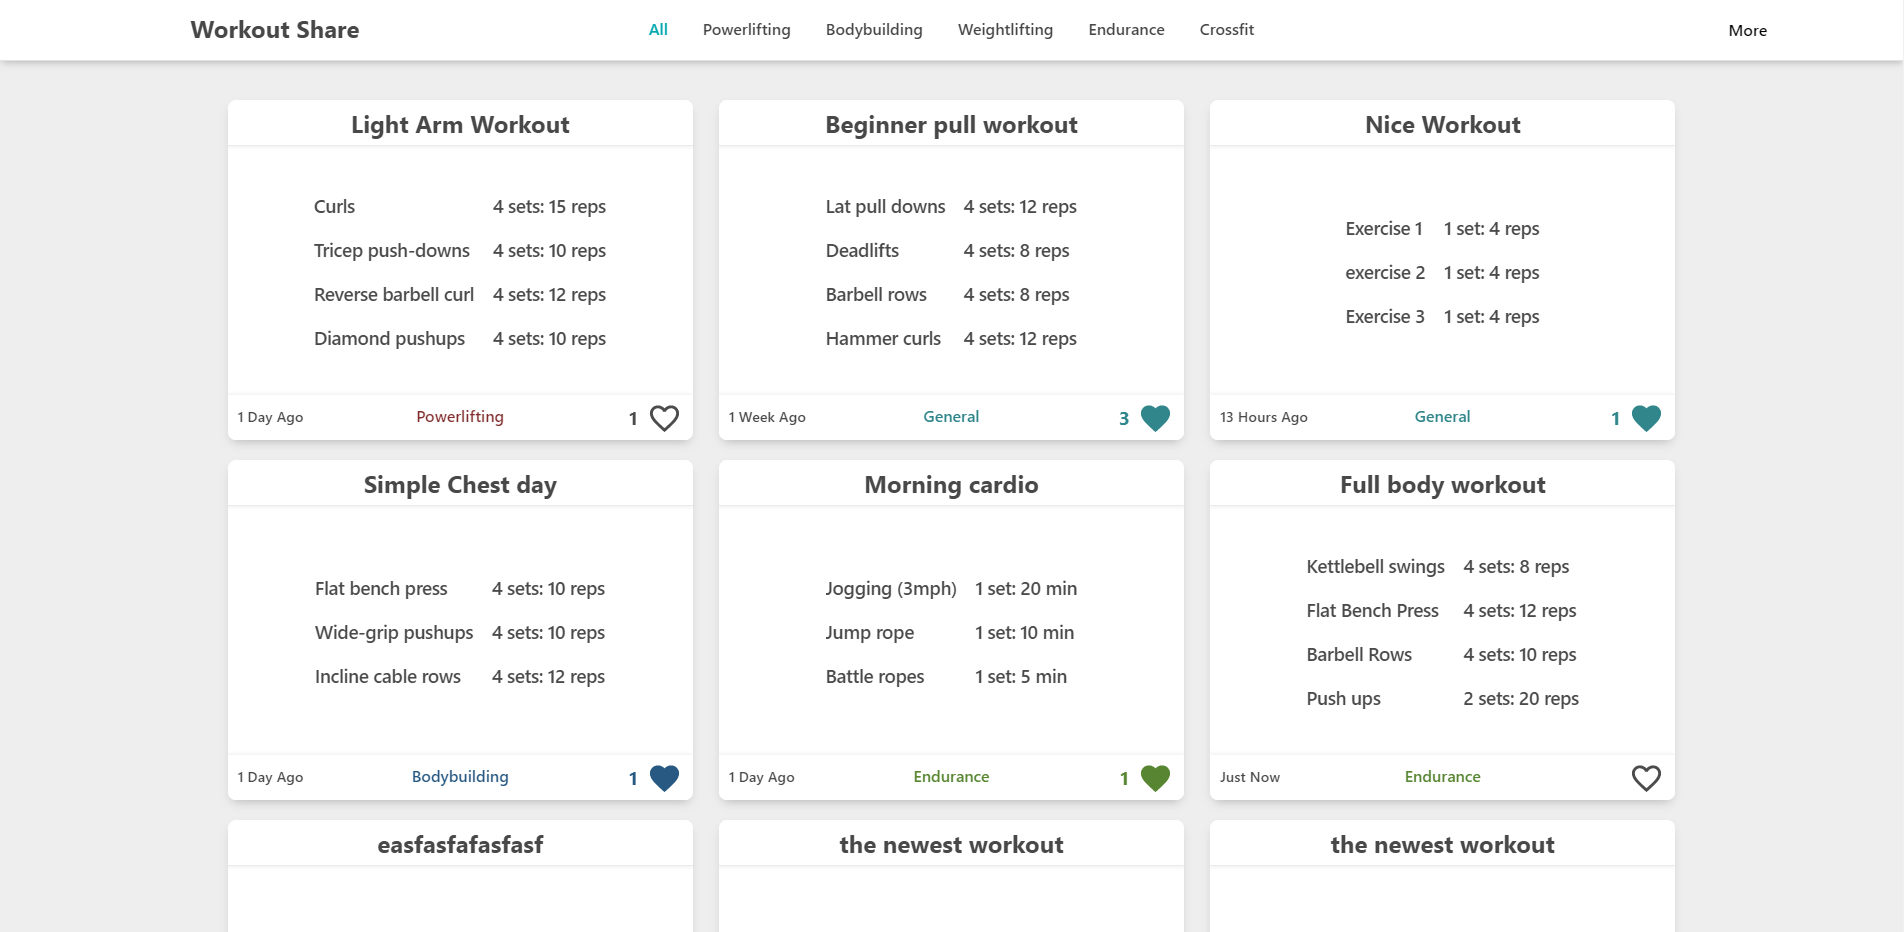 Workout Share
All Powerlifting Bodybuilding Weightlifting Endurance Crossfit
More
Light Arm Workout
Curls 4 sets: 15 reps
Tricep push-downs 4 sets: 10 reps
Reverse barbell curl 4 sets: 12 reps
Diamond pushups 4 sets: 10 reps
1 Day Ago Powerlifting 1
Beginner pull workout
Lat pull downs 4 sets: 12 reps
Deadlifts 4 sets: 8 reps
Barbell rows 4 sets: 8 reps
Hammer curls 4 sets: 12 reps
1 Week Ago General 3
Nice Workout
Exercise 1 1 set: 4 reps
exercise 2 1 set: 4 reps
Exercise 3 1 set: 4 reps
13 Hours Ago General 1
Simple Chest day
Flat bench press 4 sets: 10 reps
Wide-grip pushups 4 sets: 10 reps
Incline cable rows 4 sets: 12 reps
1 Day Ago Bodybuilding 1
Morning cardio
Jogging (3mph) 1 set: 20 min
Jump rope 1 set: 10 min
Battle ropes 1 set: 5 min
1 Day Ago Endurance 1
Full body workout
Kettlebell swings 4 sets: 8 reps
Flat Bench Press 4 sets: 12 reps
Barbell Rows 4 sets: 10 reps
Push ups 2 sets: 20 reps
Just Now Endurance
easfasfafasfasf
the newest workout
the newest workout